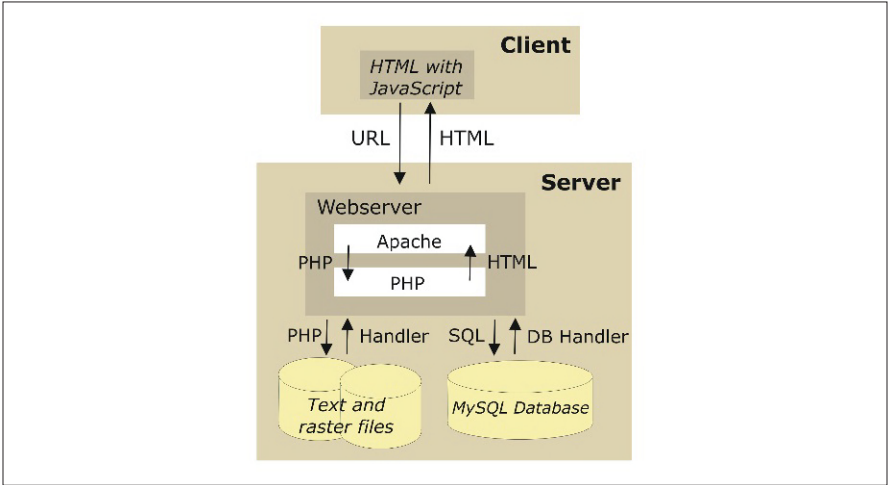 Client
HTML with
JavaScript
URL
HTML
Server
Webserver
Apache
PHP
HTML
PHP
PHP
Handler
SQL
DB Handler
Text and
raster files
MySQL Database